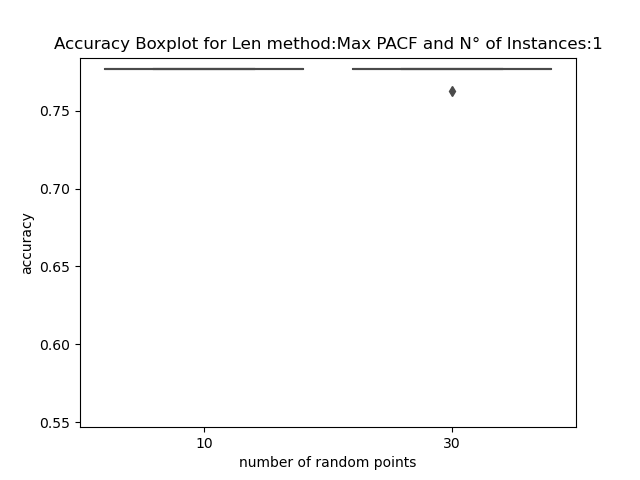 Accuracy Boxplot for Len method:Max PACF and N° of Instances:1
accuracy
0.75
0.70
0.65
0.60
0.55
10
30
number of random points